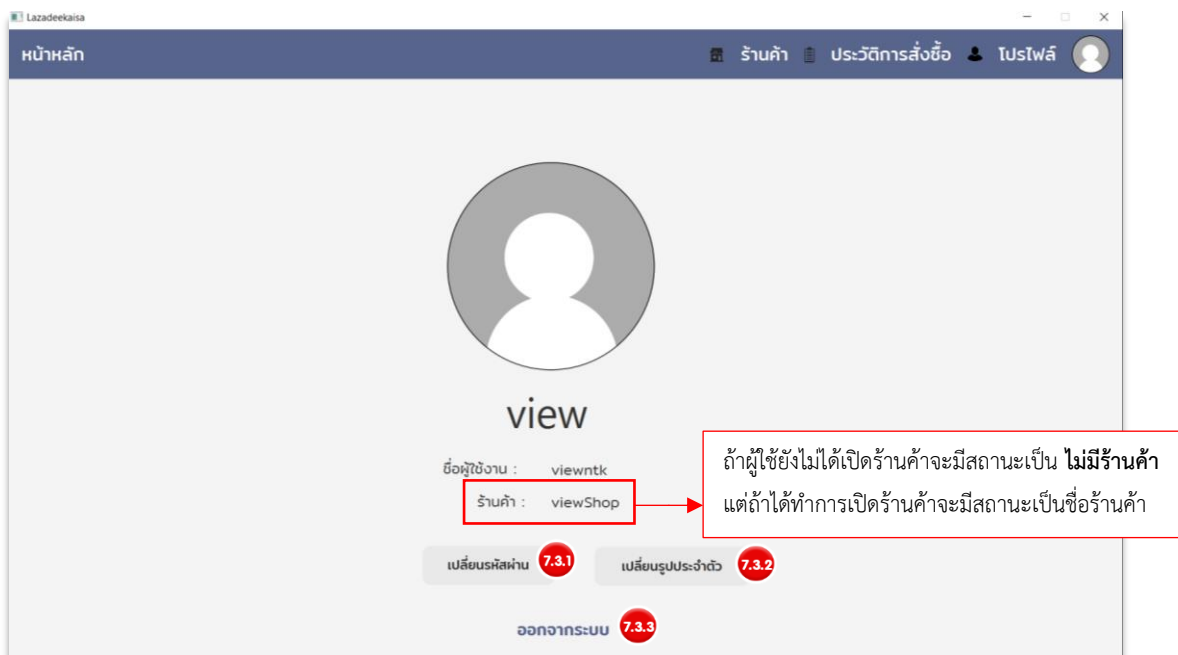 Lazadeekaisa
หน้าหลัก ร้านค้า ประวัติการสั่งซื้อ โปรไฟล์
view
ชื่อผู้ใช้งาน : viewntk
ร้านค้า : viewShop
ถ้าผู้ใช้ยังไม่ได้เปิดร้านค้าจะมีสถานะเป็น ไม่มีร้านค้า
แต่ถ้าได้ทำการเปิดร้านค้าจะมีสถานะเป็นชื่อร้านค้า
เปลี่ยนรหัสผ่าน 7.3.1 เปลี่ยนรูปประจำตัว 7.3.2
ออกจากระบบ 7.3.3